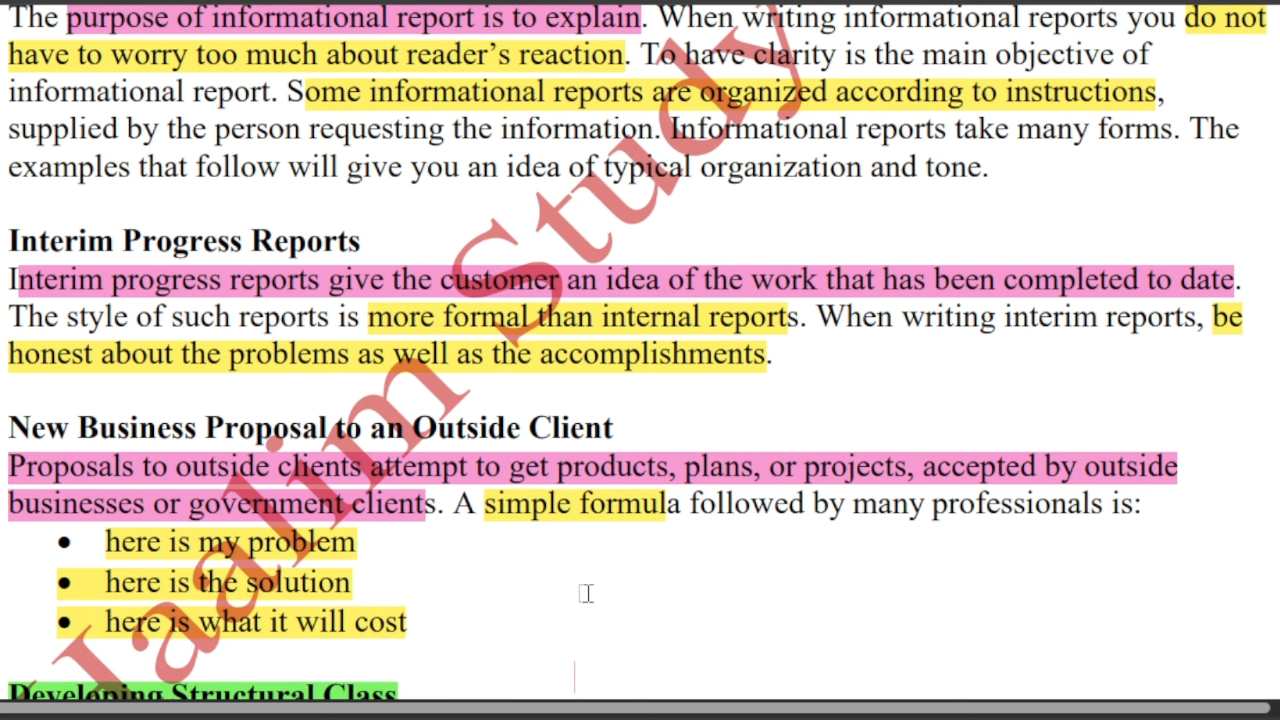 The purpose of informational report is to explain. When writing informational reports you do not
have to worry too much about reader's reaction. To have clarity is the main objective of
informational report. Some informational reports are organized according to instructions,
supplied by the person requesting the information. Informational reports take many forms. The
examples that follow will give you an idea of typical organization and tone.
Interim Progress Reports
Interim progress reports give the customer an idea of the work that has been completed to date.
The style of such reports is more formal than internal reports. When writing interim reports, be
honest about the problems as well as the accomplishments.
New Business Proposal to an Outside Client
Proposals to outside clients attempt to get products, plans, or projects, accepted by outside
businesses or government clients. A simple formula followed by many professionals is:
• here is my problem
• here is the solution
• here is what it will cost
Developing Structural Class
Study